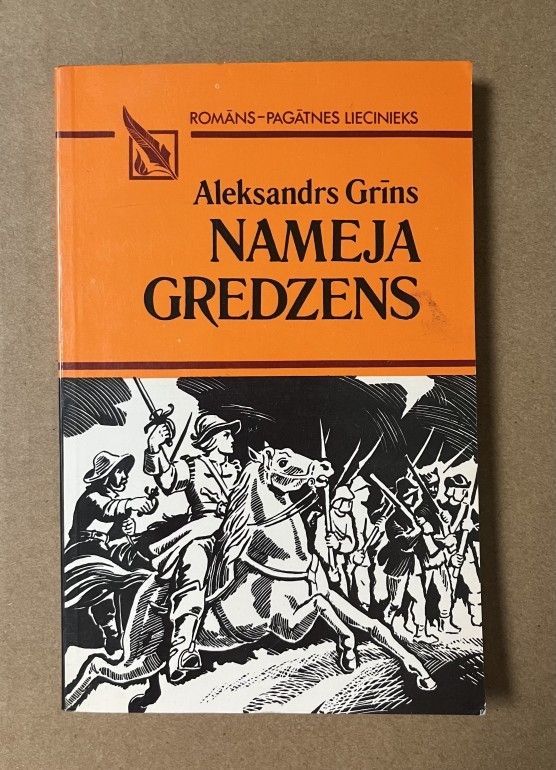 ROMĀNS–PAGĀTNES LIECINIEKS
Aleksandrs Grīns
NAMEJA
GREDZENS